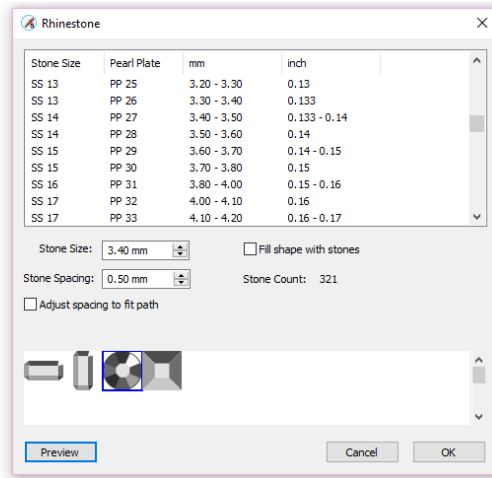 Rhinestone
Stone Size Pearl Plate mm inch
SS 13 PP 25 3.20 - 3.30 0.13
SS 13 PP 26 3.30 - 3.40 0.133
SS 14 PP 27 3.40 - 3.50 0.133 - 0.14
SS 14 PP 28 3.50 - 3.60 0.14
SS 15 PP 29 3.60 - 3.70 0.14 - 0.15
SS 15 PP 30 3.70 - 3.80 0.15
SS 16 PP 31 3.80 - 4.00 0.15 - 0.16
SS 17 PP 32 4.00 - 4.10 0.16
SS 17 PP 33 4.10 - 4.20 0.16 - 0.17
Stone Size: 3.40 mm Fill shape with stones
Stone Spacing: 0.50 mm Stone Count: 321
Adjust spacing to fit path
Preview Cancel OK